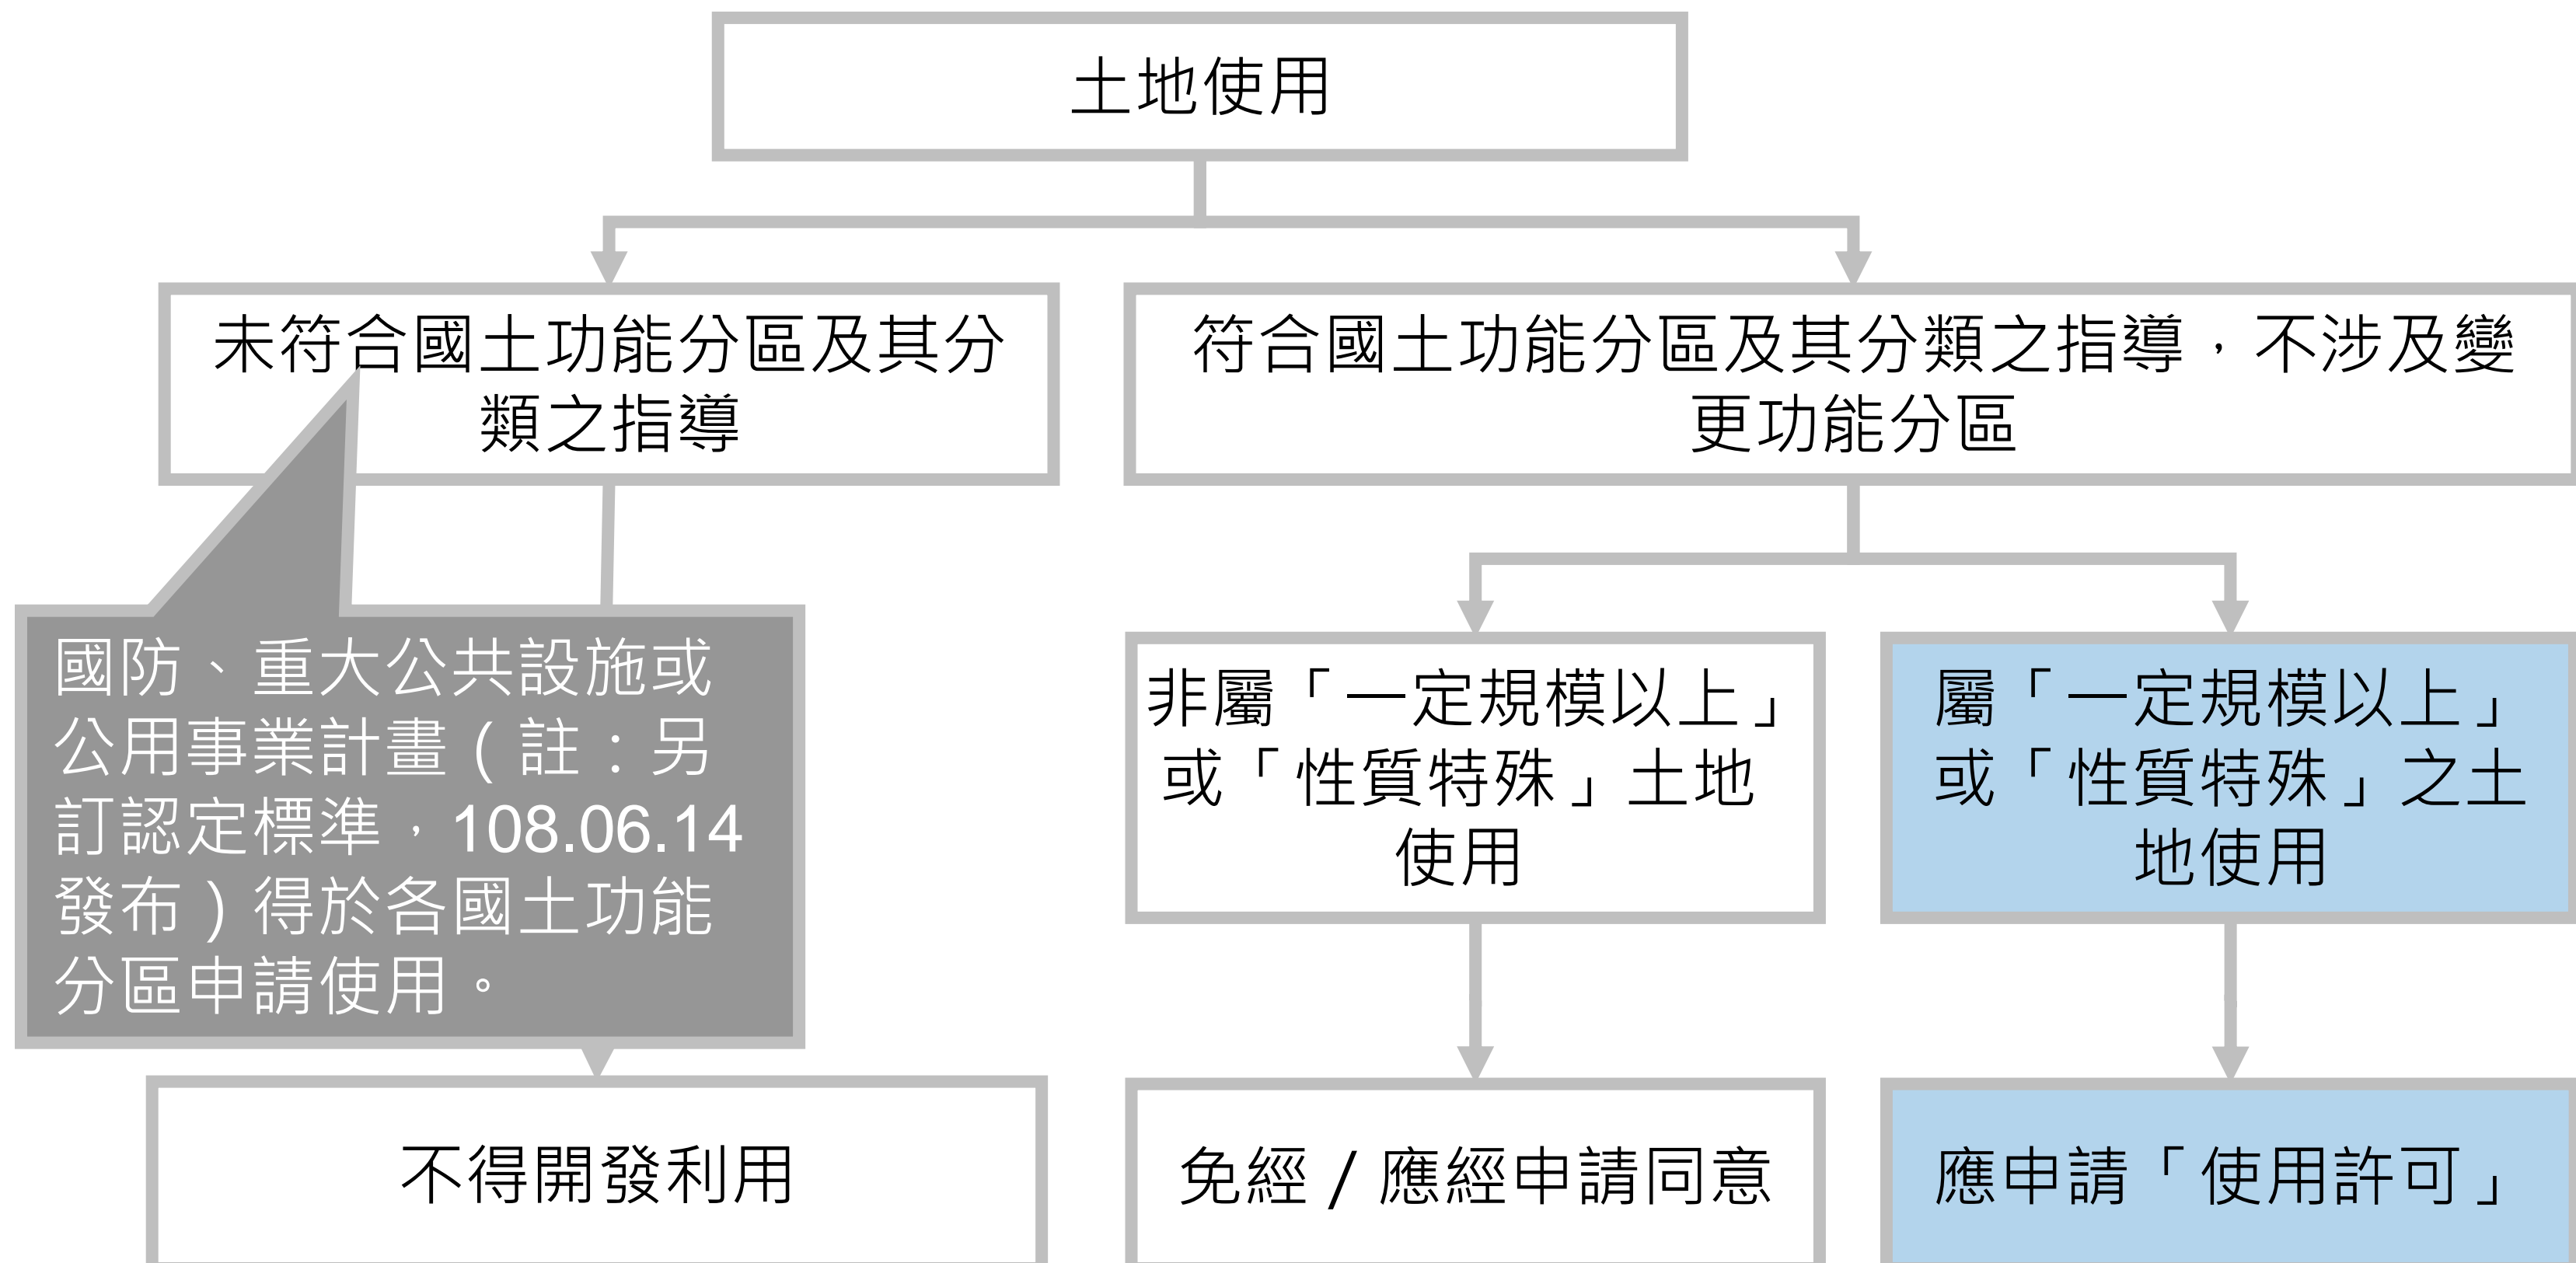 土地使用
未符合國土功能分區及其分
類之指導
符合國土功能分區及其分類之指導，不涉及變
更功能分區
國防、重大公共設施或
公用事業計畫（註：另
訂認定標準，108.06.14
發布）得於各國土功能
分區申請使用。
非屬「一定規模以上」
或「性質特殊」土地
使用
屬「一定規模以上」
或「性質特殊」之土
地使用
不得開發利用
免經/應經申請同意
應申請「使用許可」